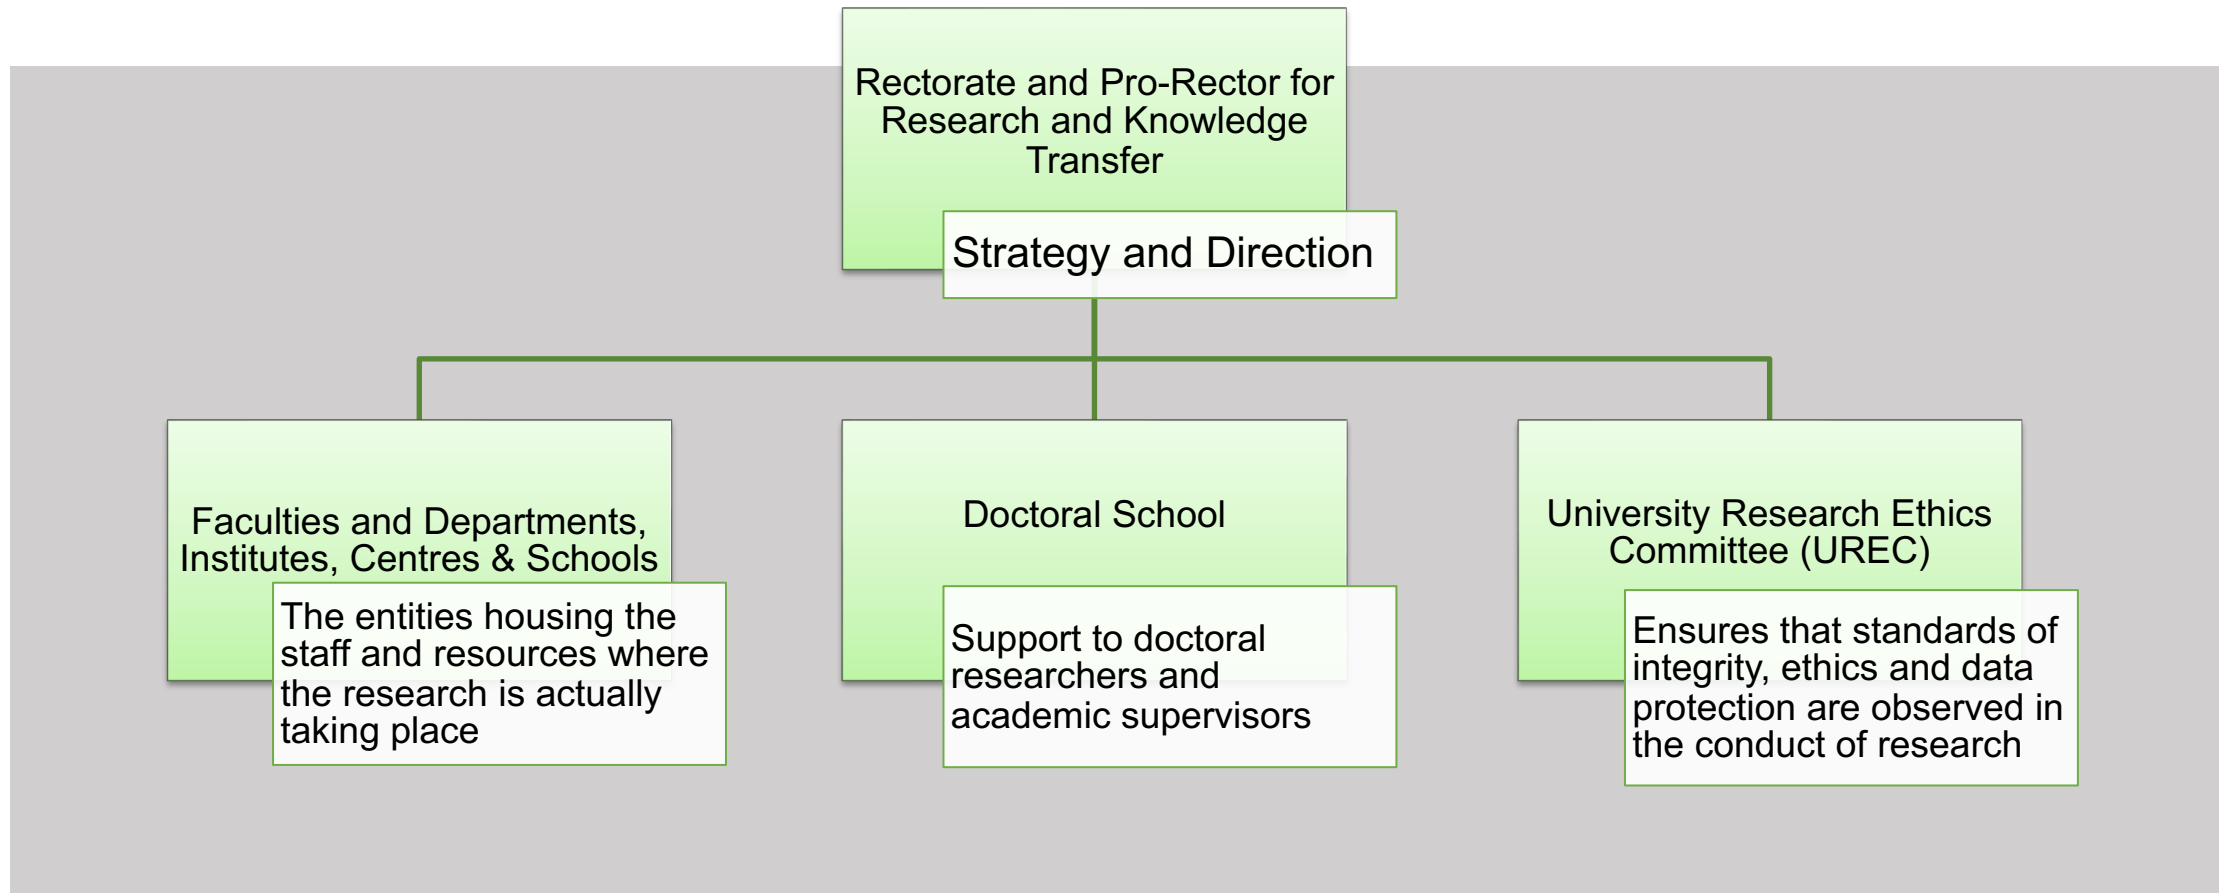 Rectorate and Pro-Rector for
Research and Knowledge
Transfer
Strategy and Direction
Faculties and Departments,
Institutes, Centres & Schools
The entities housing the
staff and resources where
the research is actually
taking place
Doctoral School
Support to doctoral
researchers and
academic supervisors
University Research Ethics
Committee (UREC)
Ensures that standards of
integrity, ethics and data
protection are observed in
the conduct of research